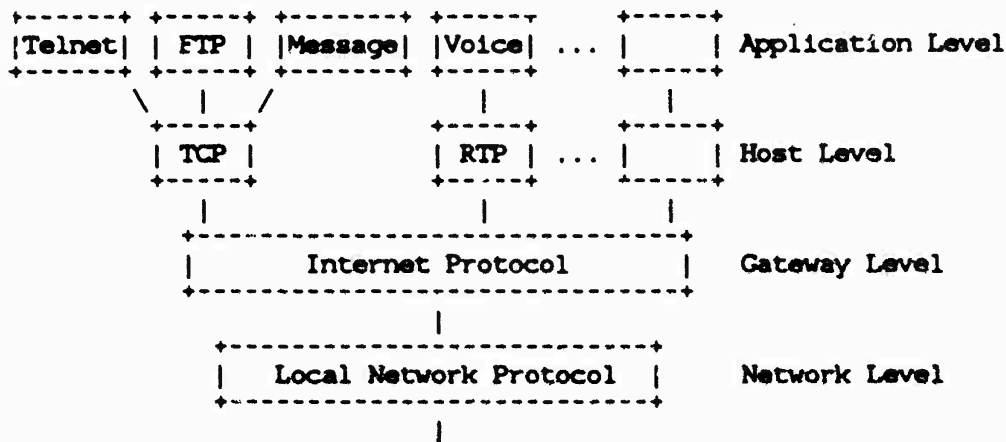 |Telnet| | FTP | |Message| |Voice| ... | | Application Level
| TCP | | RTP | ... | | Host Level
| Internet Protocol | Gateway Level
| Local Network Protocol | Network Level